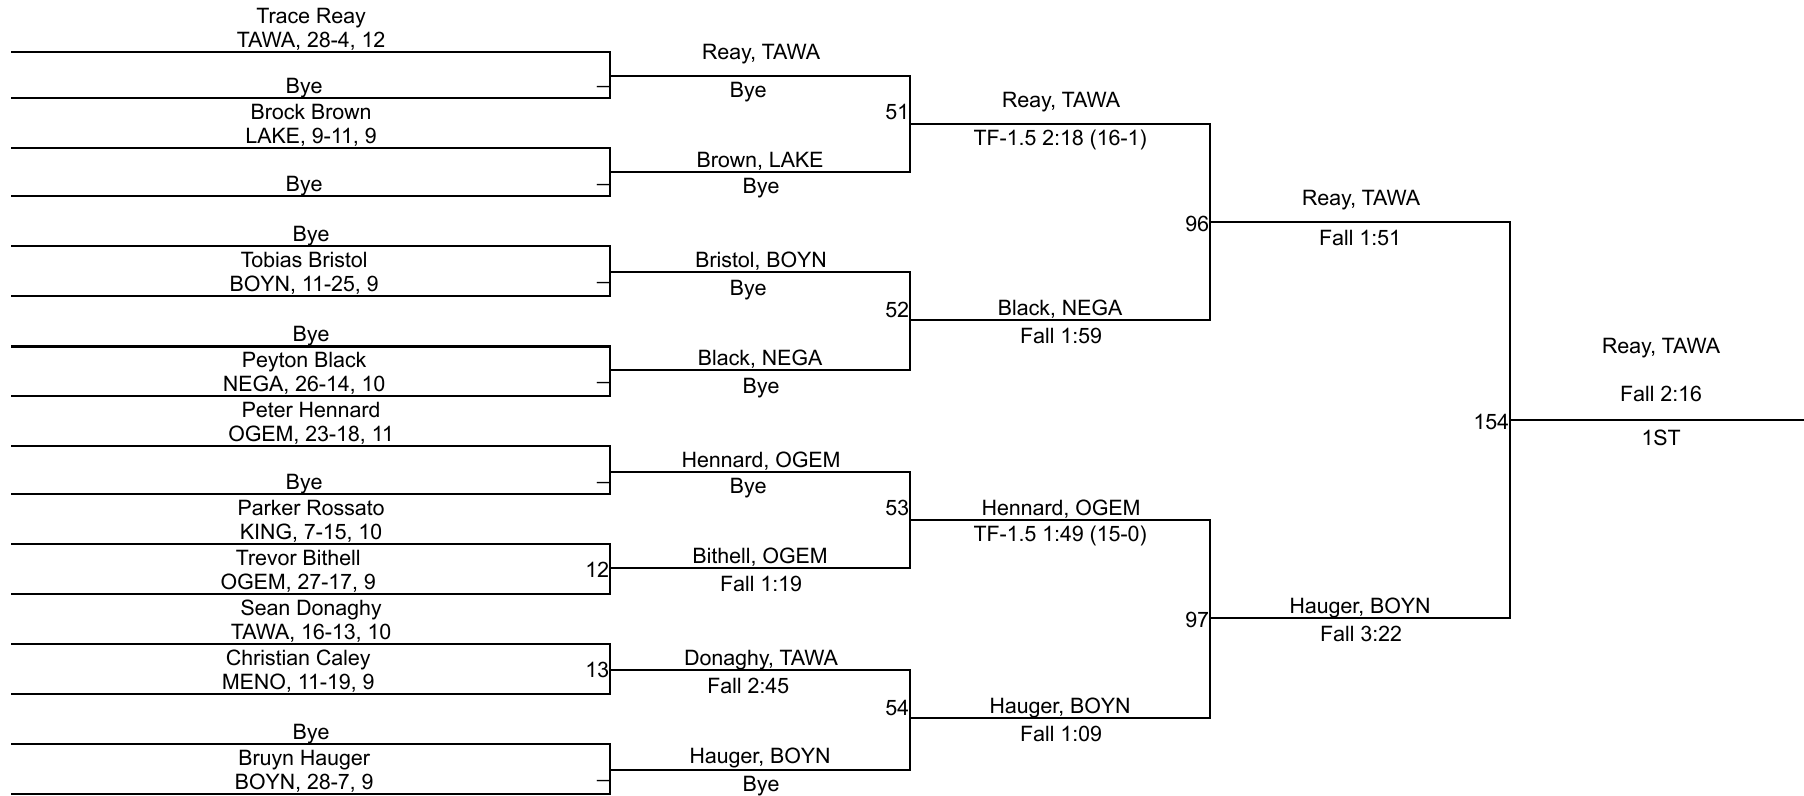 Trace Reay
TAWA, 28-4, 12
Bye
Brock Brown
LAKE, 9-11, 9
Bye
Bye
Tobias Bristol
BOYN, 11-25, 9
Bye
Peyton Black
NEGA, 26-14, 10
Peter Hennard
OGEM, 23-18, 11
Bye
Parker Rossato
KING, 7-15, 10
Trevor Bithell
OGEM, 27-17, 9
12
Sean Donaghy
TAWA, 16-13, 10
Christian Caley
MENO, 11-19, 9
13
Bye
Bruyn Hauger
BOYN, 28-7, 9
Reay, TAWA
Bye
51
Brown, LAKE
Bye
Bristol, BOYN
Bye
52
Black, NEGA
Bye
Hennard, OGEM
Bye
53
Bithell, OGEM
Fall 1:19
Donaghy, TAWA
Fall 2:45
54
Hauger, BOYN
Bye
Reay, TAWA
TF-1.5 2:18 (16-1)
96
Black, NEGA
Fall 1:59
Hennard, OGEM
TF-1.5 1:49 (15-0)
97
Hauger, BOYN
Fall 1:09
Reay, TAWA
Fall 1:51
154
Hauger, BOYN
Fall 3:22
Reay, TAWA
Fall 2:16
1ST